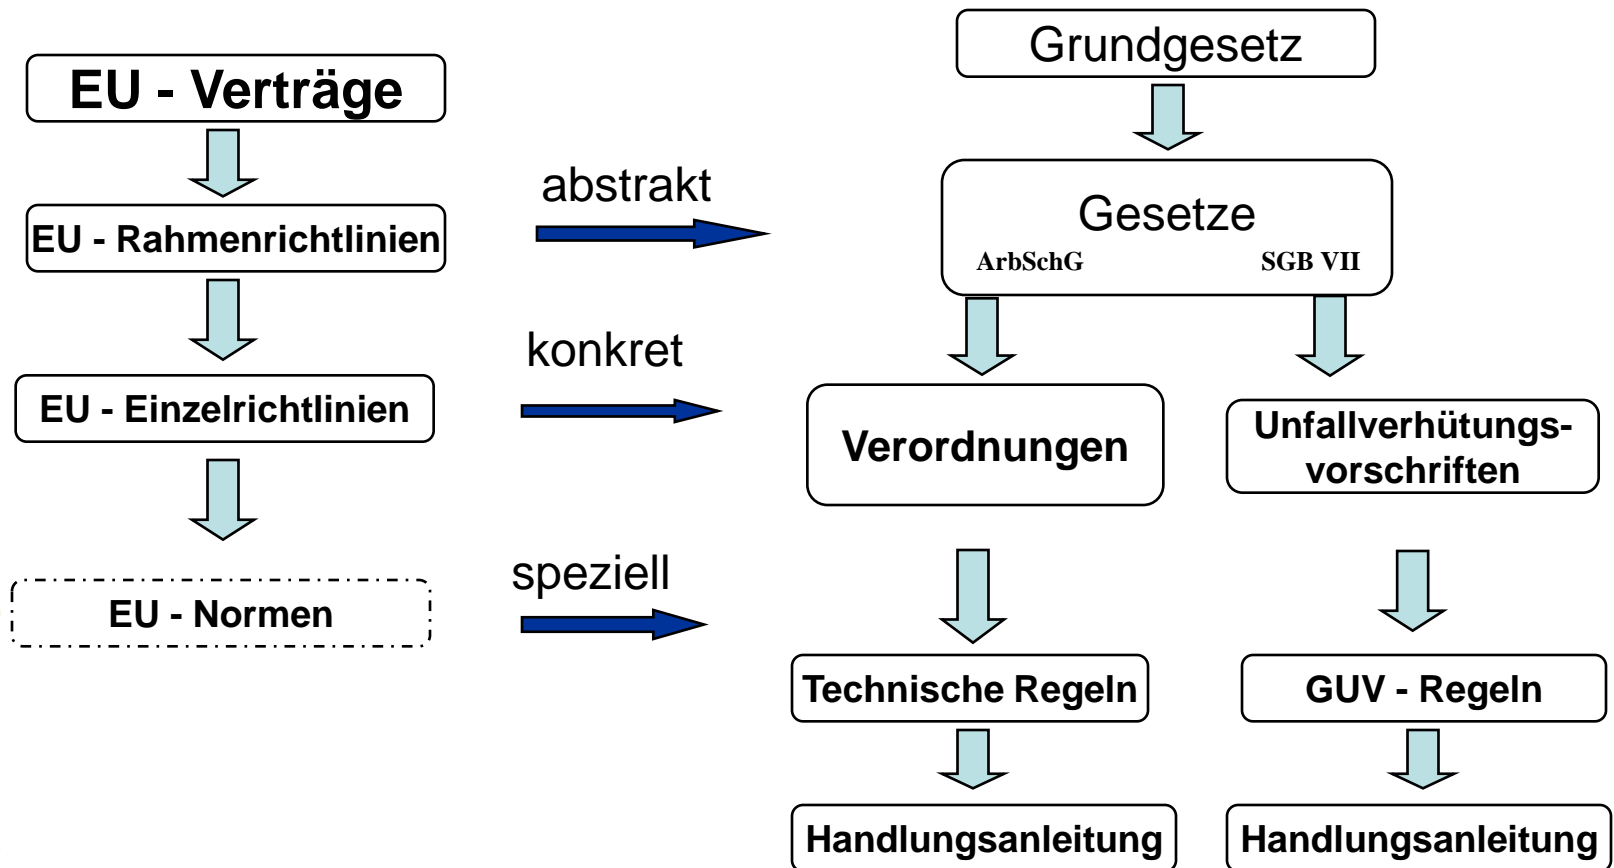 EU - Verträge
EU - Rahmenrichtlinien
EU - Einzelrichtlinien
EU - Normen
abstrakt
konkret
speziell
Grundgesetz
Gesetze
ArbSchG SGB VII
Verordnungen
Unfallverhütungs-
vorschriften
Technische Regeln
GUV - Regeln
Handlungsanleitung
Handlungsanleitung